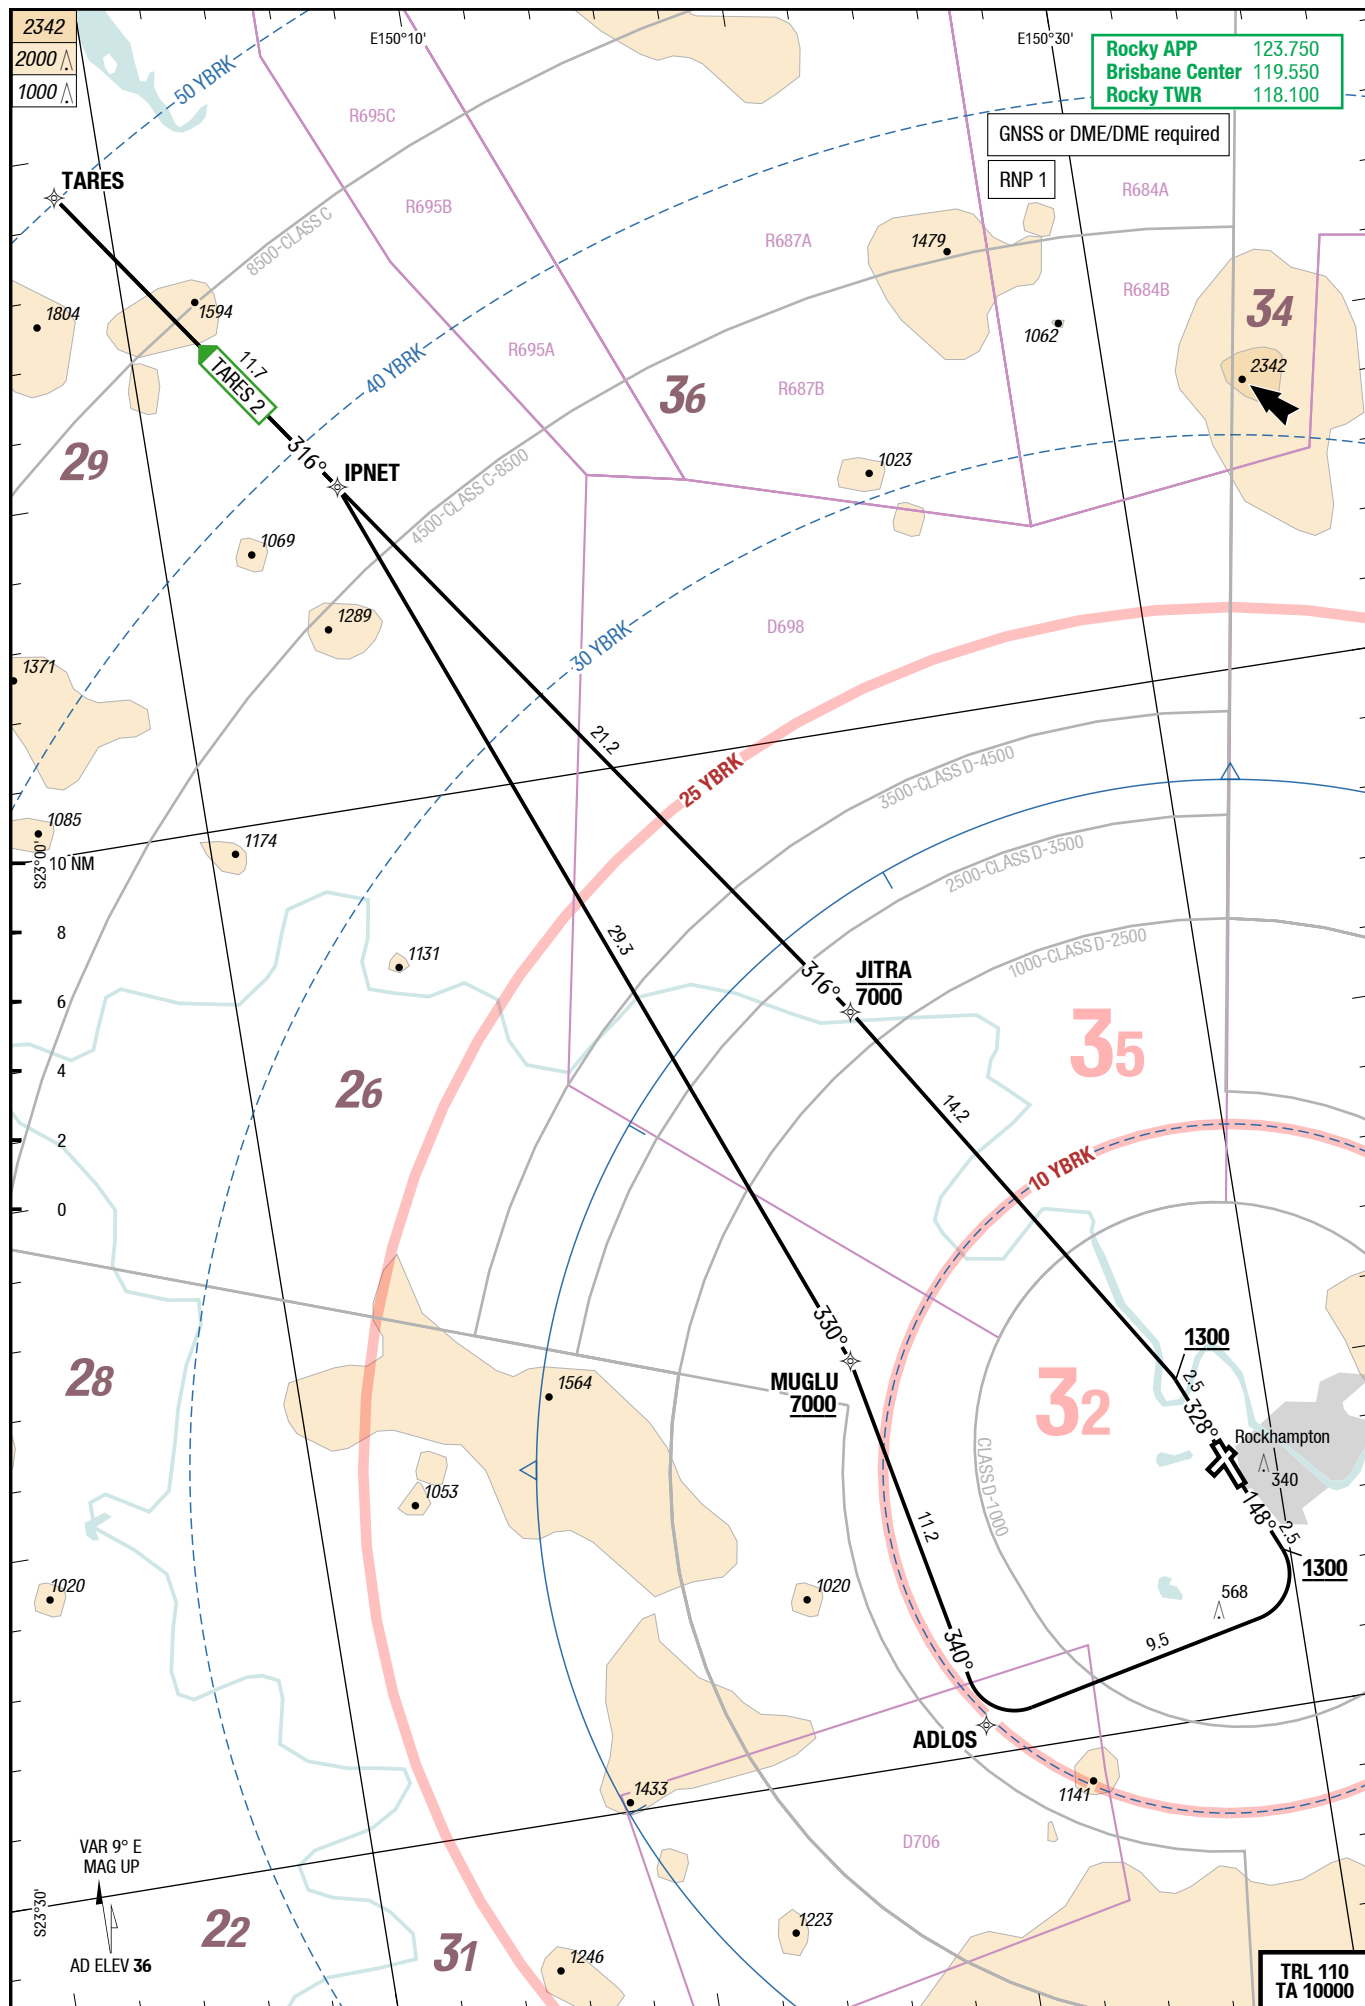 2342
2000
1000
E150°10'
E150°30'
Rocky APP 123.750
Brisbane Center 119.550
Rocky TWR 118.100
GNSS or DME/DME required
RNP 1
50 YBRK
R695C
TARES
R695B
R684A
8500-CLASS C
R687A
1479
R684B
34
1804
1594
1062
11.7
TARES 2
40 YBRK
R695A
36
R687B
2342
29
316°
IPNET
4500-CLASS C-8500
1023
1069
1289
30 YBRK
D698
1371
21.2
25 YBRK
3500-CLASS D-4500
1085
S23°00'
10 NM
1174
2500-CLASS D-3500
8
29.3
1131
1000-CLASS D-2500
316°
JITRA
7000
6
35
4
26
14.2
2
10 YBRK
0
330°
1300
28
MUGLU
7000
1564
2.5
328°
32
Rockhampton
340
CLASS D-1000
1053
148°
2.5
11.2
1300
1020
1020
568
340°
9.5
ADLOS
1433
1141
D706
VAR 9° E
MAG UP
S23°30'
22
31
1223
1246
AD ELEV 36
TRL 110
TA 10000